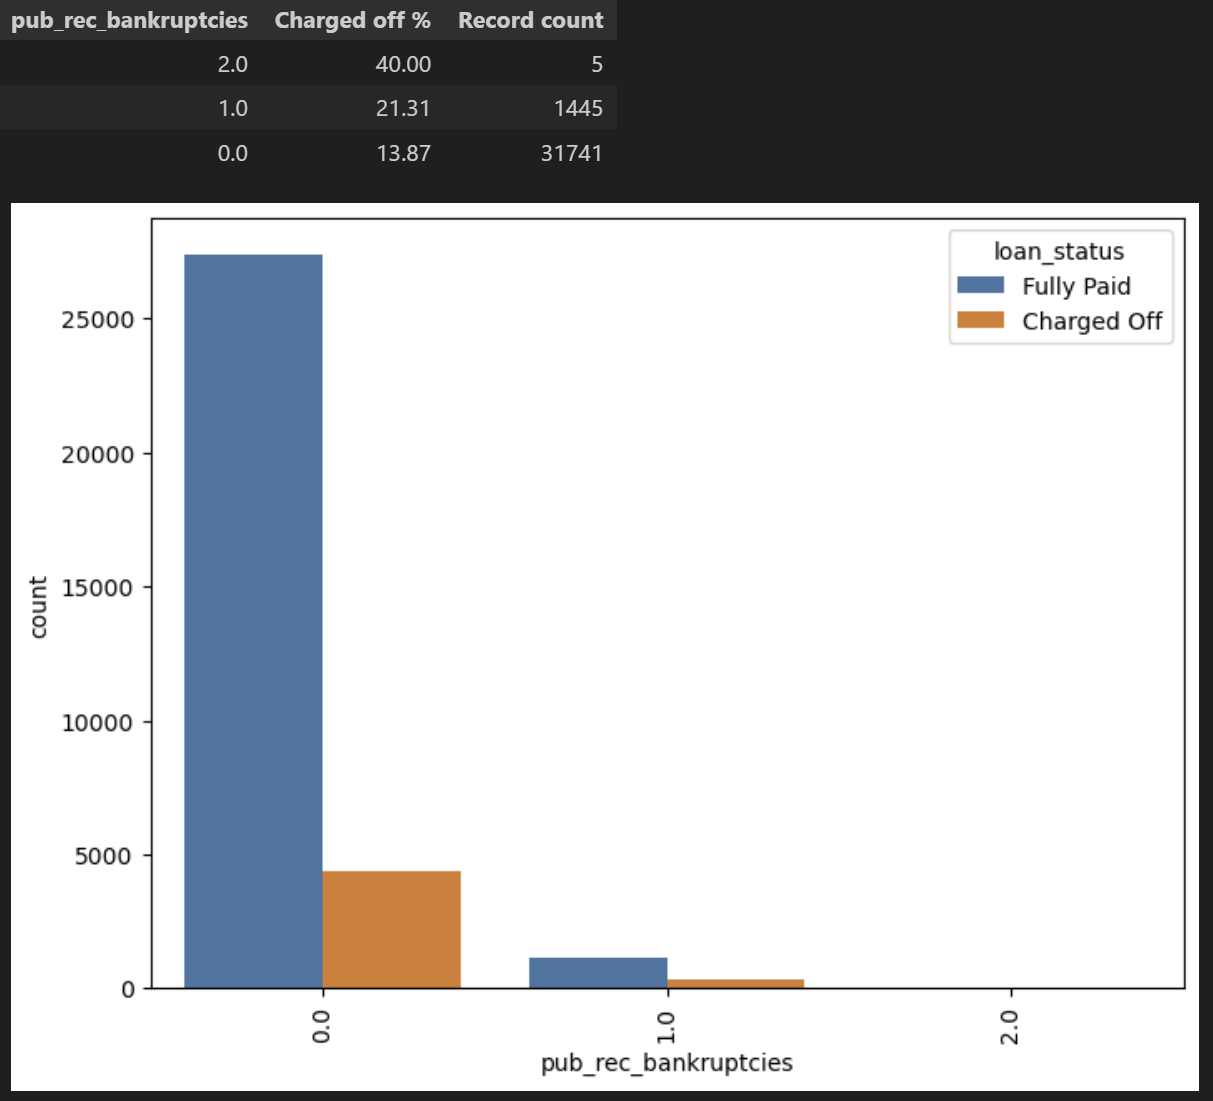 pub_rec_bankruptcies Charged off % Record count
2.0 40.00 5
1.0 21.31 1445
0.0 13.87 31741
loan_status
Fully Paid
Charged Off
25000
20000
15000
10000
5000
0
count
0.0 1.0 2.0
pub_rec_bankruptcies